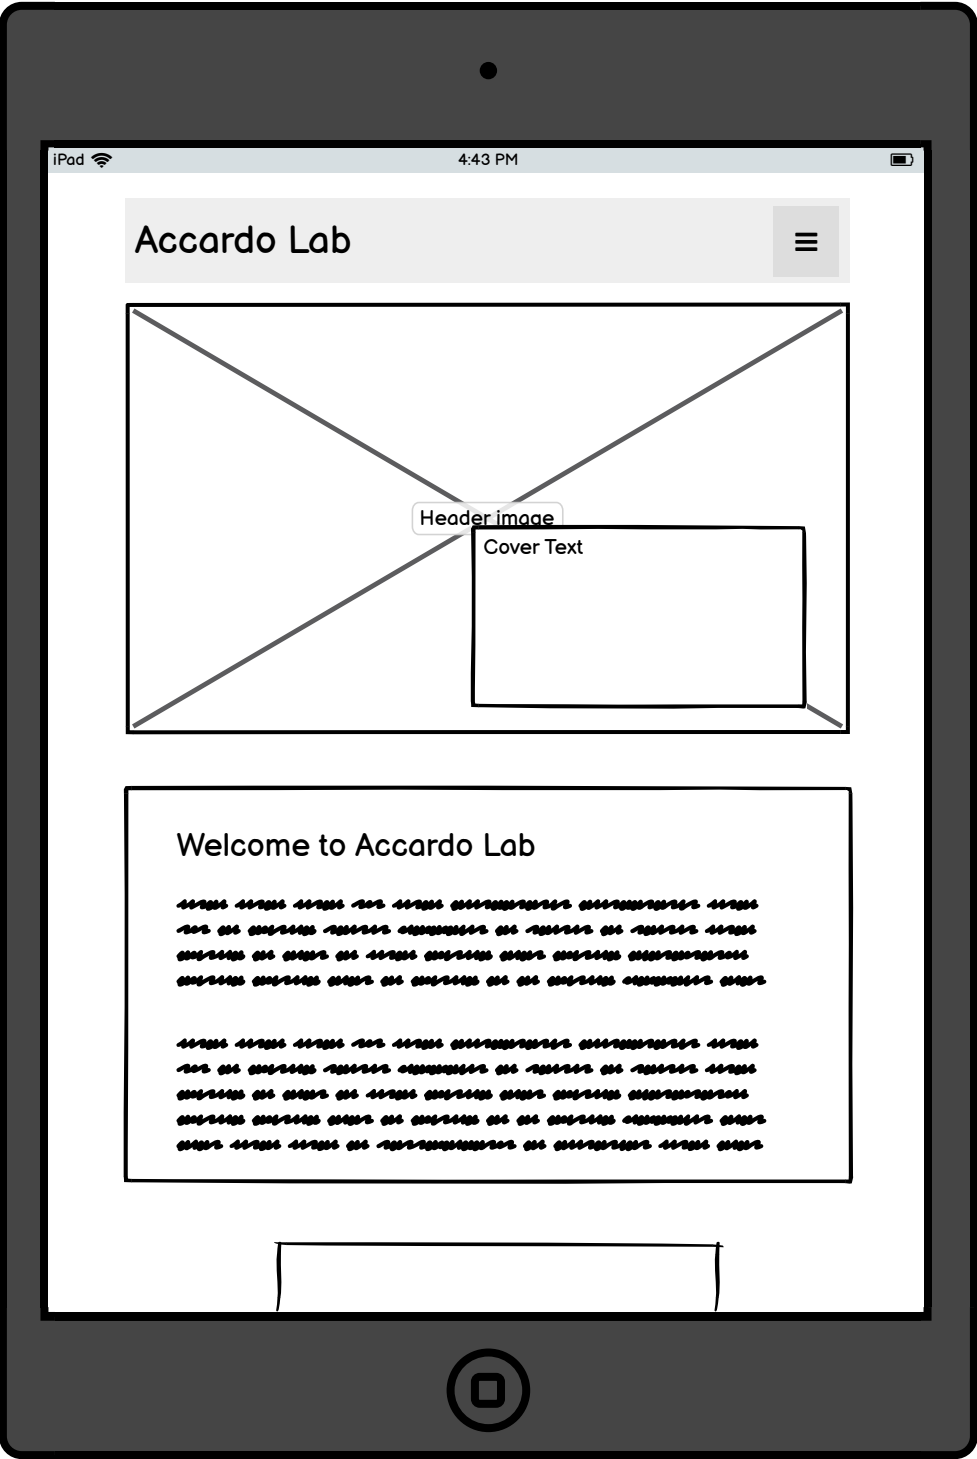 iPad
4:43 PM
Accardo Lab
Header image
Cover Text
Welcome to Accardo Lab